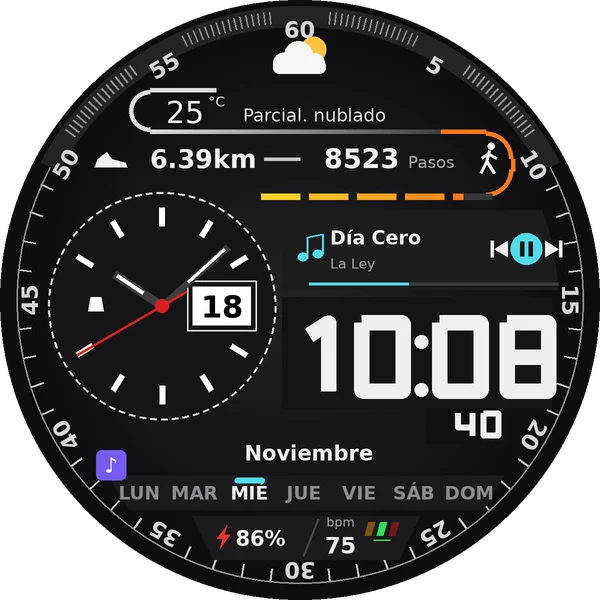 60
55
5
25 °C Parcial. nublado
50
6.39km — 8523 Pasos
10
Día Cero
La Ley
45
18
15
10:08
40
40
20
Noviembre
LUN MAR MIÉ JUE VIE SÁB DOM
35
86%
bpm
75
25
30